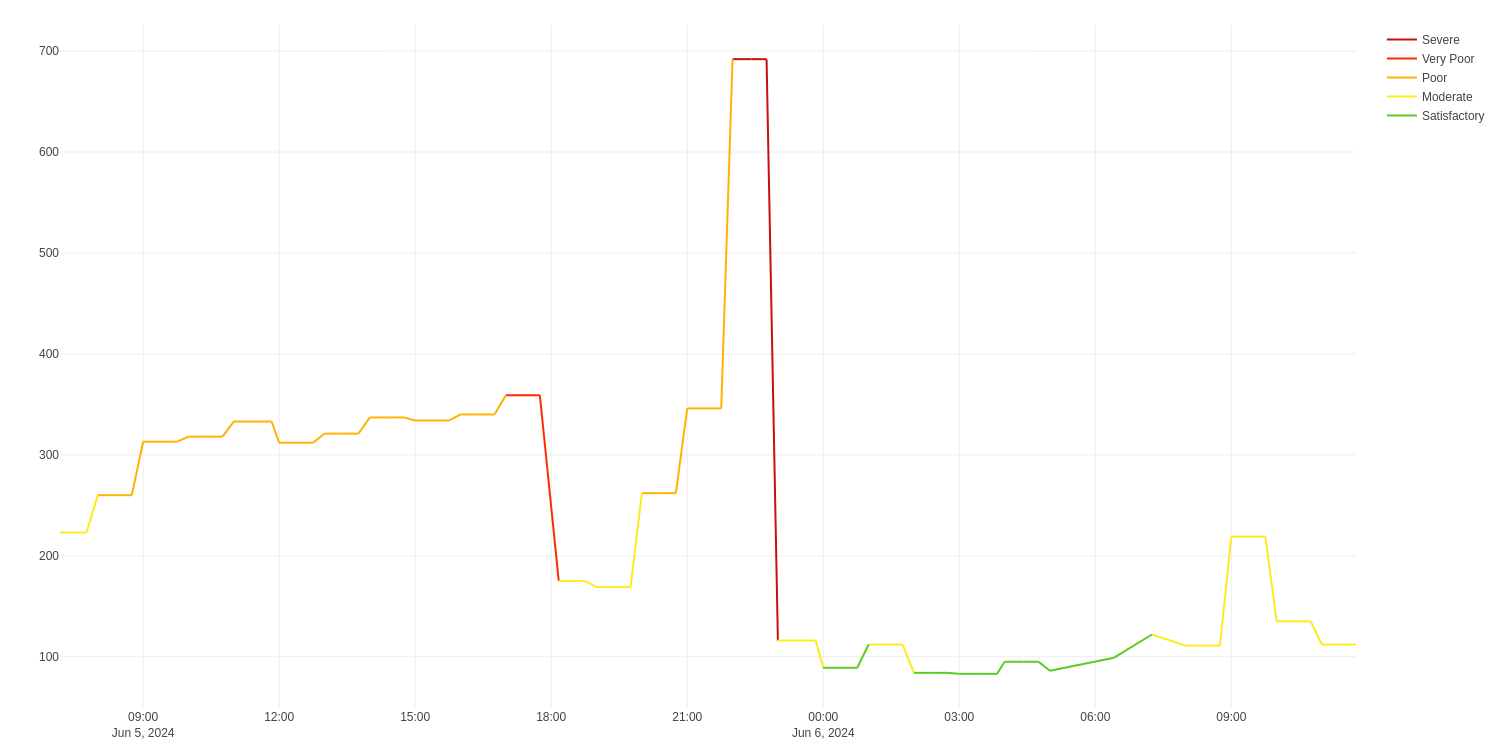 700
600
500
400
300
200
100
09:00
Jun 5, 2024
12:00
15:00
18:00
21:00
00:00
Jun 6, 2024
03:00
06:00
09:00
Severe
Very Poor
Poor
Moderate
Satisfactory